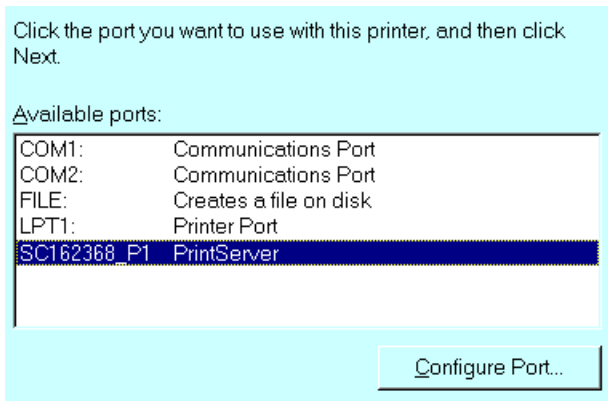 Click the port you want to use with this printer, and then click
Next.
Available ports:
COM1: Communications Port
COM2: Communications Port
FILE: Creates a file on disk
LPT1: Printer Port
SC162368_P1 PrintServer
Configure Port...